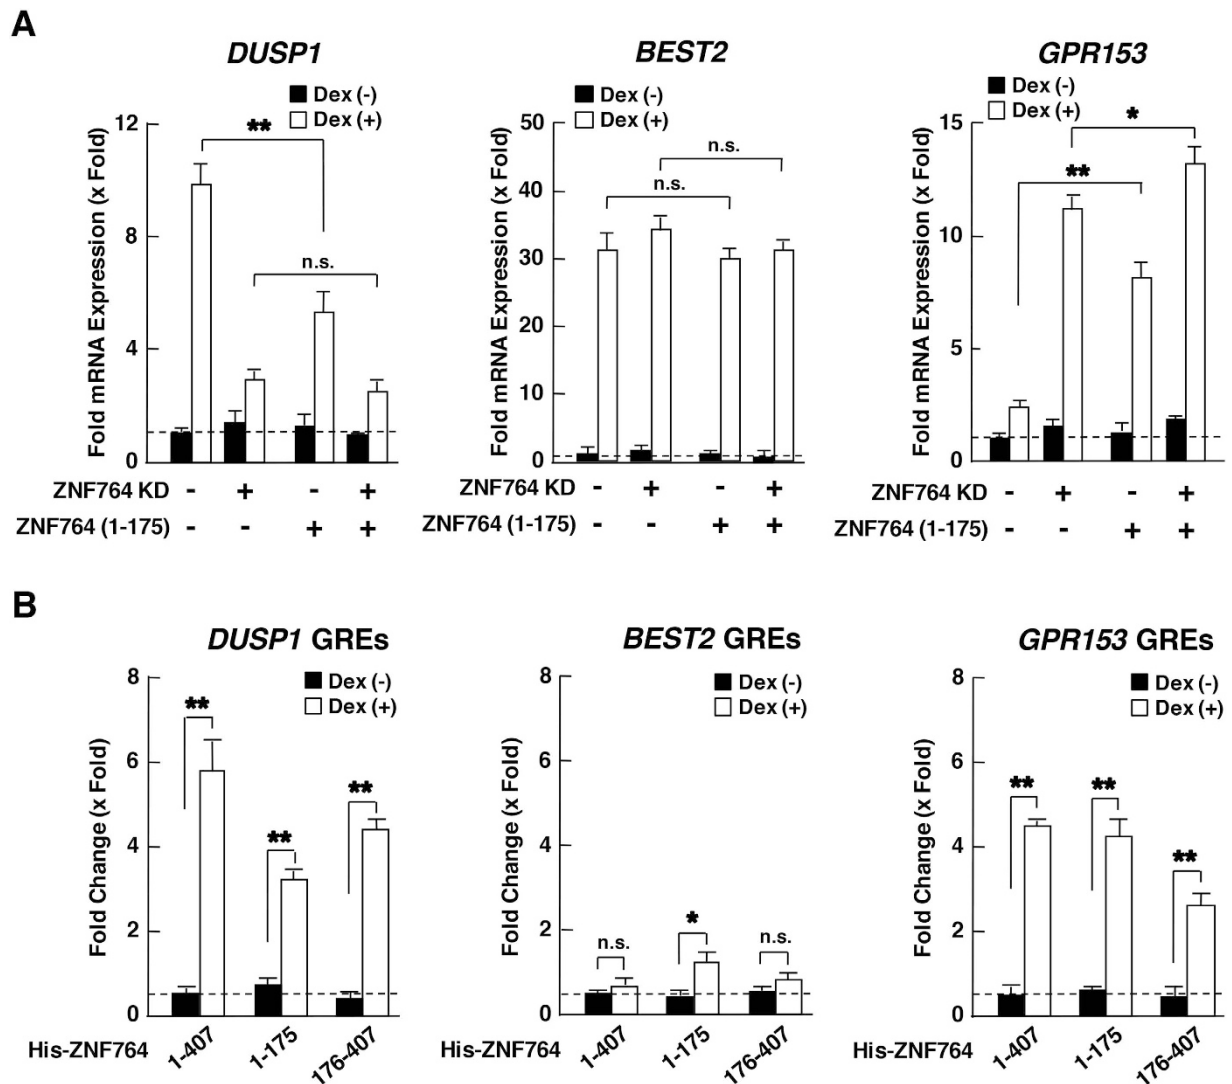 A
DUSP1
Dex (-)
Dex (+)
Fold mRNA Expression (x Fold)
12
8
4
0
**
n.s.
ZNF764 KD - + - +
ZNF764 (1-175) - - + +
BEST2
Dex (-)
Dex (+)
Fold mRNA Expression (x Fold)
50
40
30
20
10
0
n.s.
n.s.
ZNF764 KD - + - +
ZNF764 (1-175) - - + +
GPR153
Dex (-)
Dex (+)
Fold mRNA Expression (x Fold)
15
10
5
0
*
**
ZNF764 KD - + - +
ZNF764 (1-175) - - + +
B
DUSP1 GREs
Dex (-)
Dex (+)
Fold Change (x Fold)
8
6
4
2
0
**
**
**
His-ZNF764
1-407
1-175
176-407
BEST2 GREs
Dex (-)
Dex (+)
Fold Change (x Fold)
8
6
4
2
0
n.s.
*
n.s.
His-ZNF764
1-407
1-175
176-407
GPR153 GREs
Dex (-)
Dex (+)
Fold Change (x Fold)
8
6
4
2
0
**
**
**
His-ZNF764
1-407
1-175
176-407